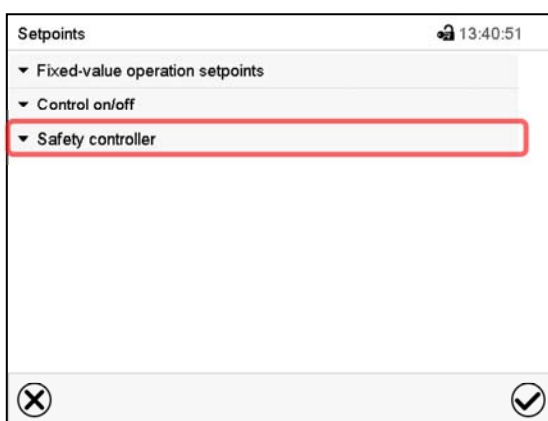 Setpoints 13:40:51
Fixed-value operation setpoints
Control on/off
Safety controller